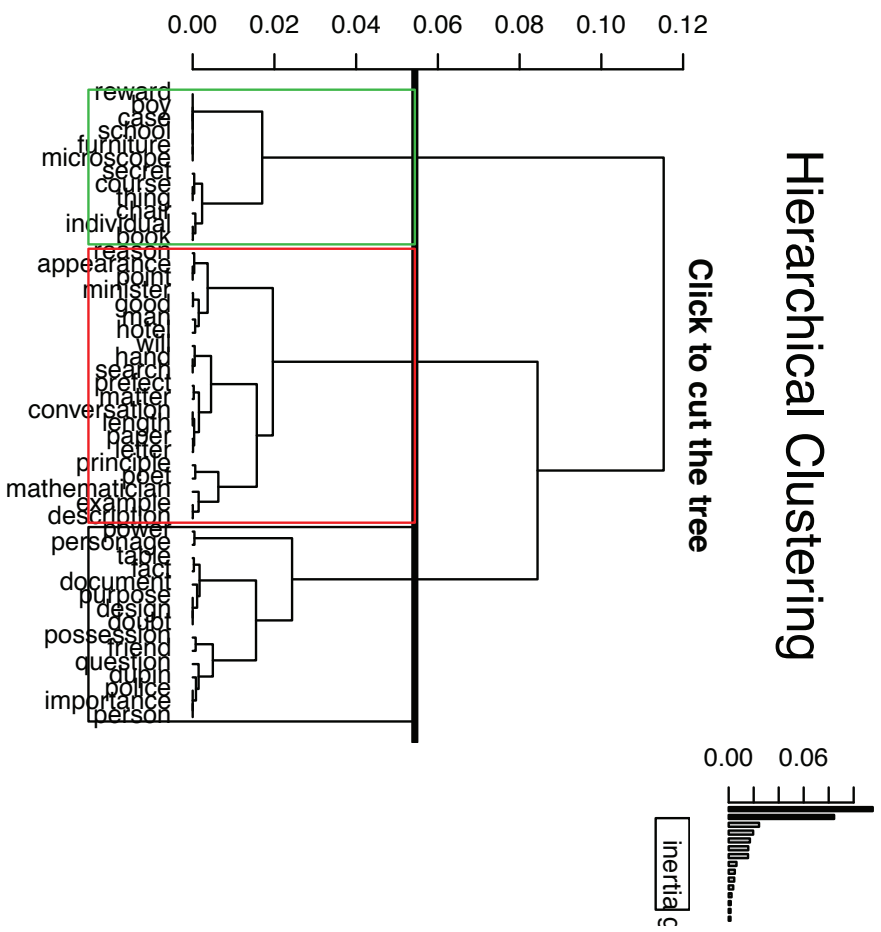 Hierarchical Clustering
Click to cut the tree
0.00 0.02 0.04 0.06 0.08 0.10 0.12
reward
boy
case
school
furniture
microscope
secret
course
thing
chair
individual
book
reason
appearance
point
minister
good
man
hotel
will
hand
search
prefect
matter
conversation
length
paper
letter
principle
poet
mathematician
example
description
power
personage
table
fact
document
purpose
design
doubt
possession
friend
question
dupin
police
importance
person
0.00 0.06
inertia g